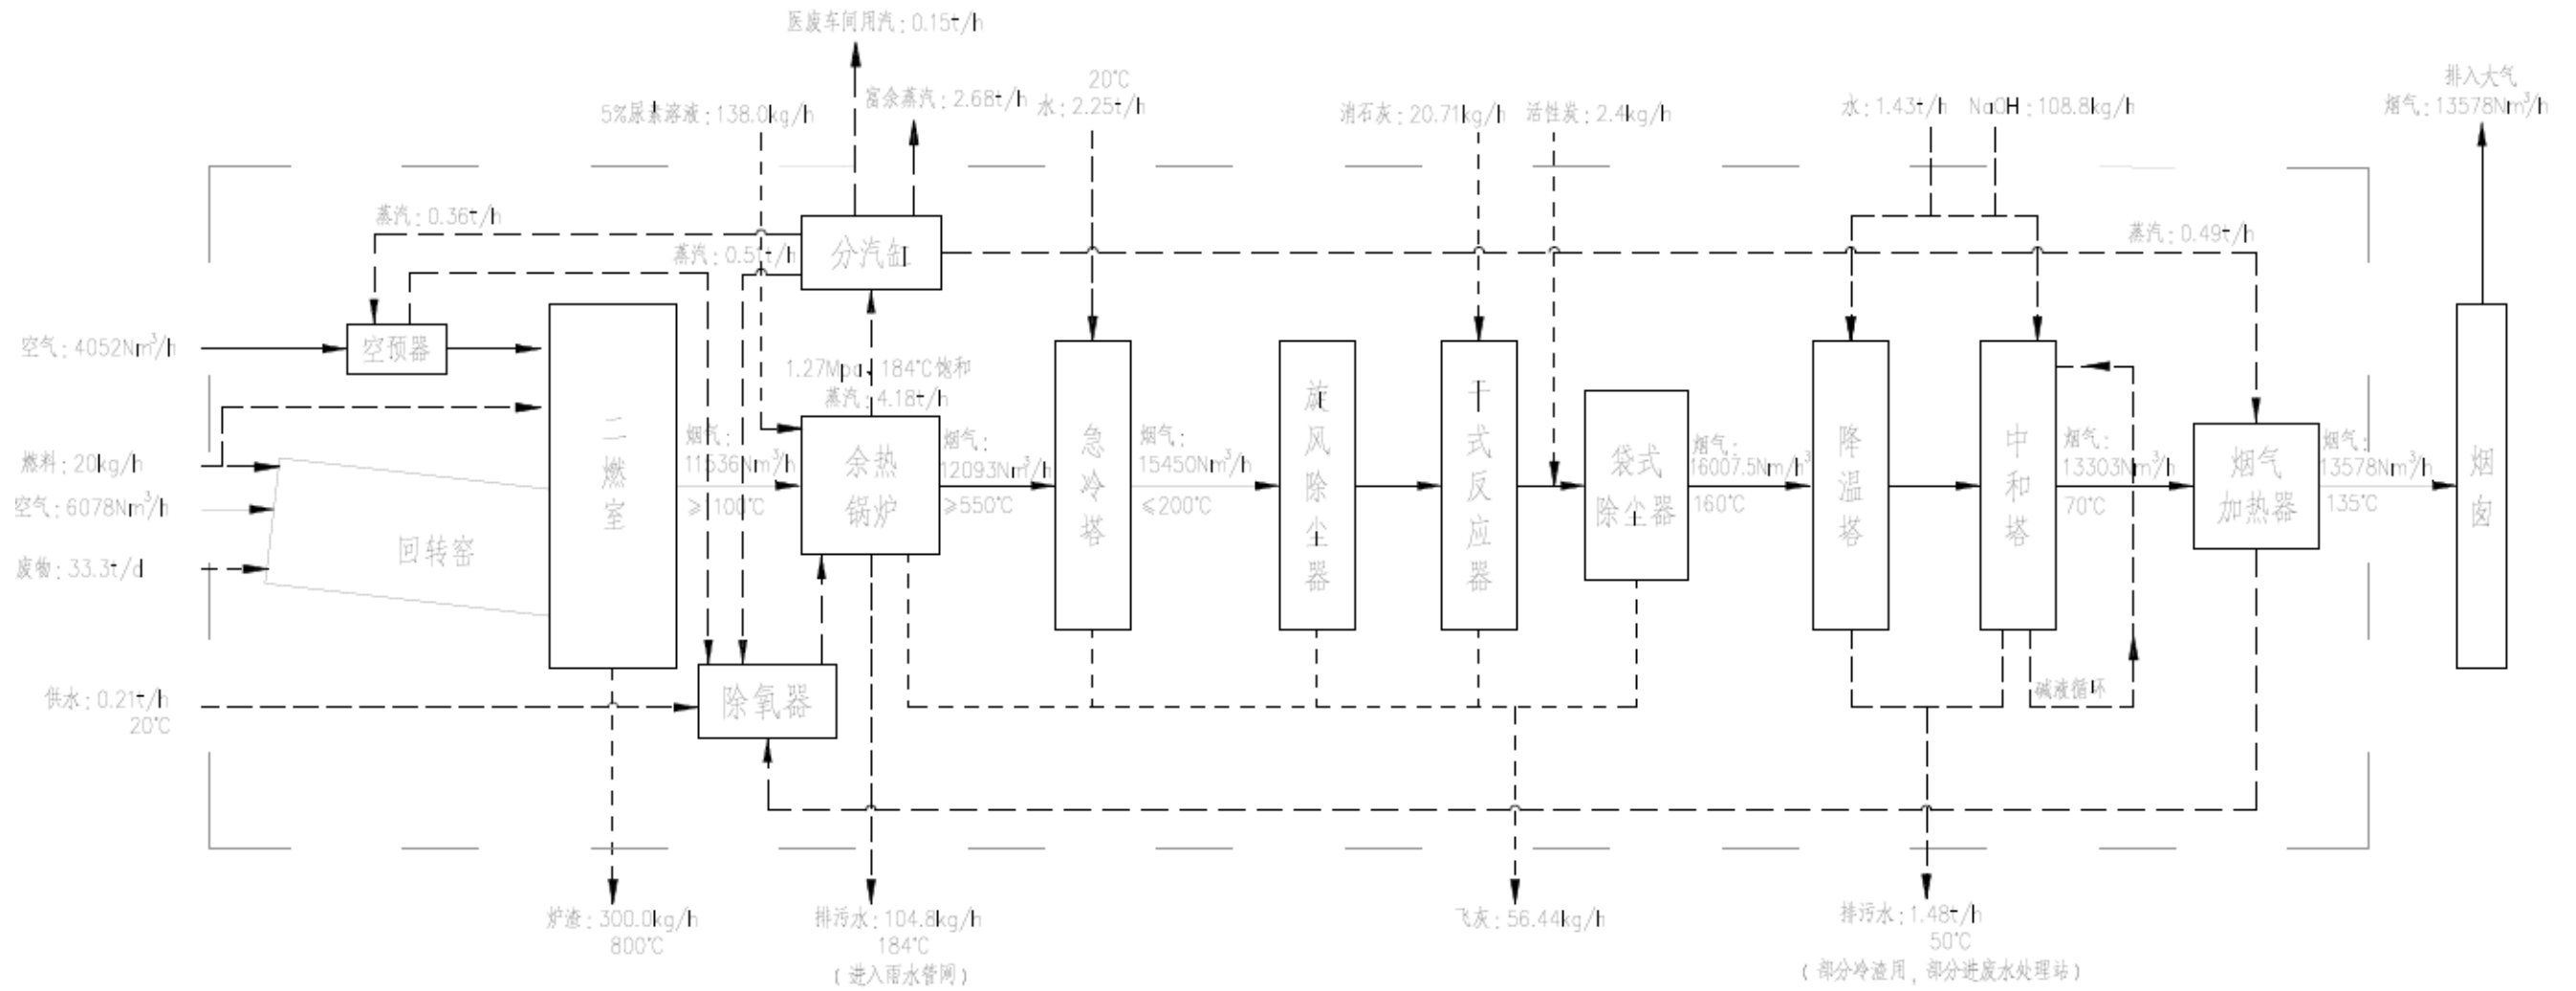 医废车间用汽：0.15t/h
富余蒸汽：2.68t/h
5%尿素溶液：138.0kg/h
20℃
水：2.25t/h
消石灰：20.71kg/h
活性炭：2.4kg/h
水：1.43t/h
NaOH：108.8kg/h
排入大气
烟气：13578Nm³/h
蒸汽：0.36t/h
蒸汽：0.51t/h
分汽缸
蒸汽：0.49t/h
空气：4052Nm³/h
空预器
1.27Mpa、184℃饱和
蒸汽：4.18t/h
燃料：20kg/h
空气：6078Nm³/h
废物：33.3t/d
回转窑
二燃室
烟气：
11536Nm³/h
≥1100℃
余热
锅炉
烟气：
12093Nm³/h
≥550℃
急冷塔
烟气：
15450Nm³/h
≤200℃
旋风除尘器
干式反应器
袋式
除尘器
烟气：
16007.5Nm/h³
160℃
降温塔
中和塔
烟气：
13303Nm³/h
70℃
烟气
加热器
烟气：
13578Nm³/h
135℃
烟囱
供水：0.21t/h
20℃
除氧器
碱液循环
炉渣：300.0kg/h
800℃
排污水：104.8kg/h
184℃
（进入雨水管网）
飞灰：56.44kg/h
排污水：1.48t/h
50℃
（部分冷渣用，部分进废水处理站）